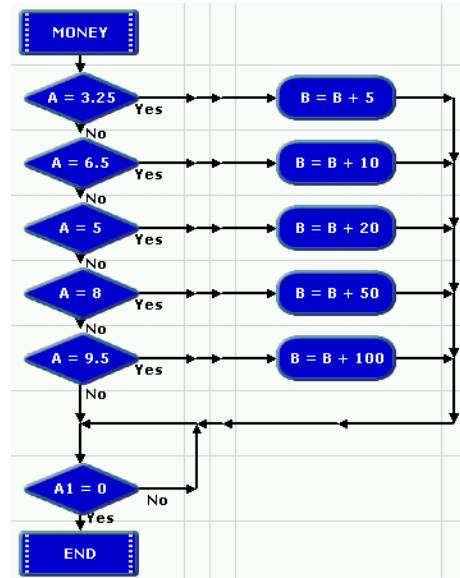 MONEY
A = 3.25
Yes
B = B + 5
No
A = 6.5
Yes
B = B + 10
No
A = 5
Yes
B = B + 20
No
A = 8
Yes
B = B + 50
No
A = 9.5
Yes
B = B + 100
No
A1 = 0
No
Yes
END